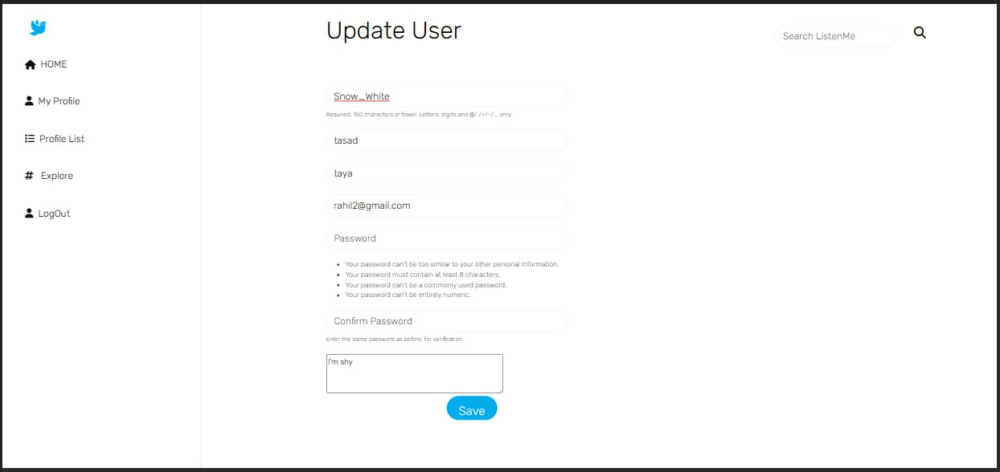 Update User
Search ListenMe
HOME
My Profile
Profile List
# Explore
LogOut
Snow_White
Required. 150 characters or fewer. Letters, digits and @/./+/-/_ only.
tasad
taya
rahil2@gmail.com
Password
• Your password can't be too similar to your other personal information.
• Your password must contain at least 8 characters.
• Your password can't be a commonly used password.
• Your password can't be entirely numeric.
Confirm Password
Enter the same password as before, for verification.
I'm shy
Save